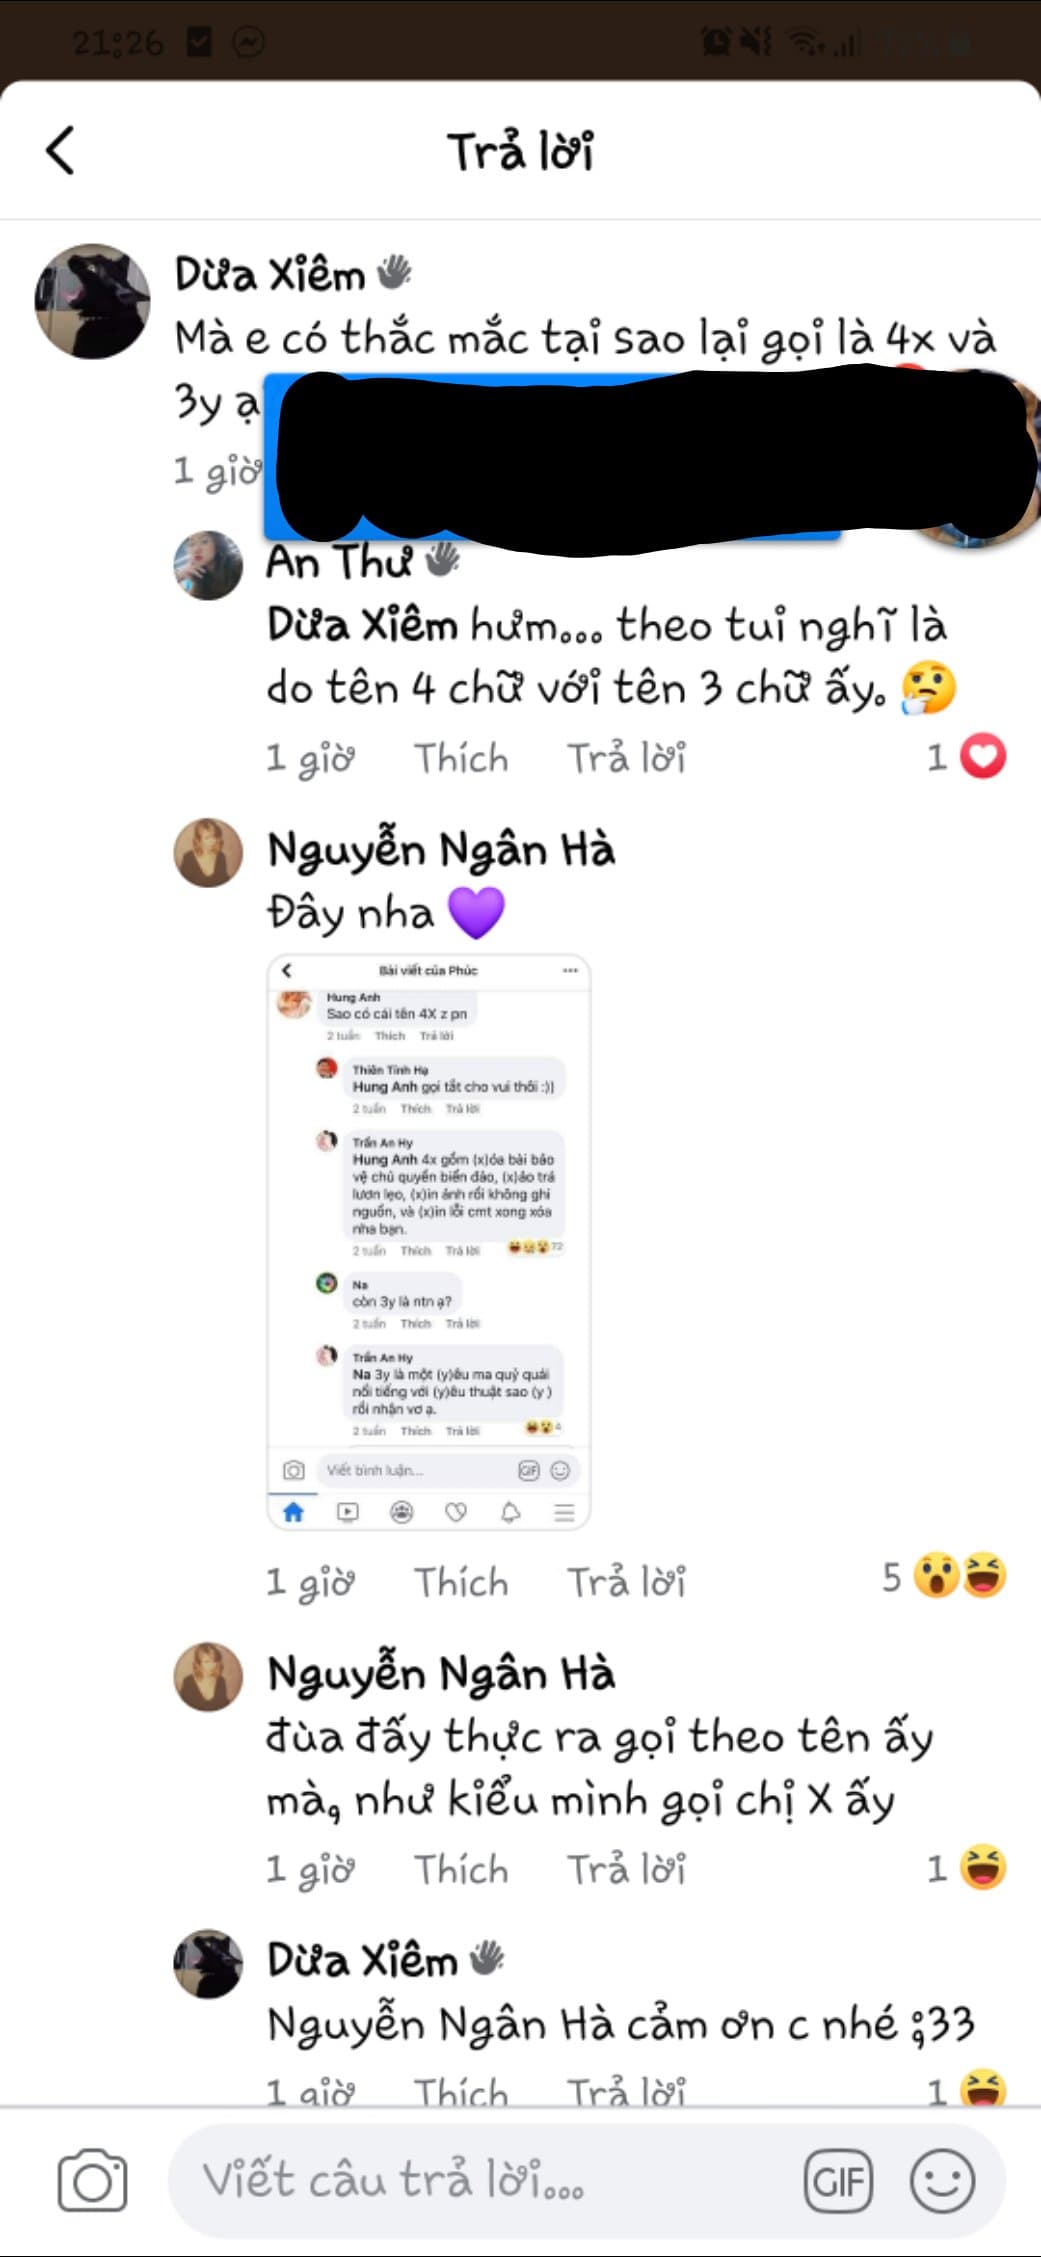 21:26
Trả lời
Dừa Xiêm
Mà e có thắc mắc tại sao lại gọi là 4x và
3y ạ
1 giờ
An Thư
Dừa Xiêm hưm... theo tui nghĩ là
do tên 4 chữ với tên 3 chữ ấy.
1 giờ Thích Trả lời 1
Nguyễn Ngân Hà
Đây nha
Bài viết của Phúc
Hung Anh
Sao có cái tên 4X z pn
2 tuần Thích Trả lời
Thiên Tinh Hạ
Hung Anh gọi tắt cho vui thôi :))
2 tuần Thích Trả lời
Trần An Hy
Hung Anh 4x gồm (x)óa bài bảo
vệ chủ quyền biển đảo, (x)ảo trá
lươn lẹo, (x)in ảnh rồi không ghi
nguồn, và (x)in lỗi cmt xong xóa
nha bạn.
2 tuần Thích Trả lời 72
Na
còn 3y là ntn ạ?
2 tuần Thích Trả lời
Trần An Hy
Na 3y là một (y)êu ma quỷ quái
nổi tiếng với (y)êu thuật sao (y)
rồi nhận vơ ạ.
2 tuần Thích Trả lời 4
Viết bình luận...
GIF
1 giờ Thích Trả lời 5
Nguyễn Ngân Hà
đùa đấy thực ra gọi theo tên ấy
mà, như kiểu mình gọi chị X ấy
1 giờ Thích Trả lời 1
Dừa Xiêm
Nguyễn Ngân Hà cảm ơn c nhé ;33
1 giờ Thích Trả lời 1
Viết câu trả lời...
GIF